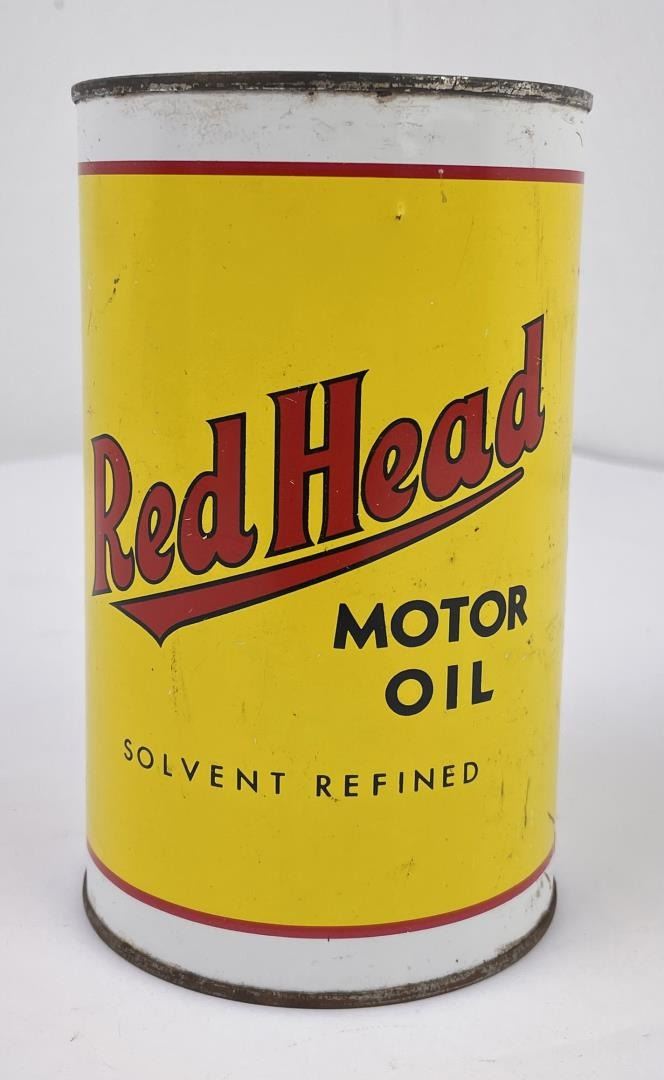 Red Head
MOTOR
OIL
SOLVENT REFINED